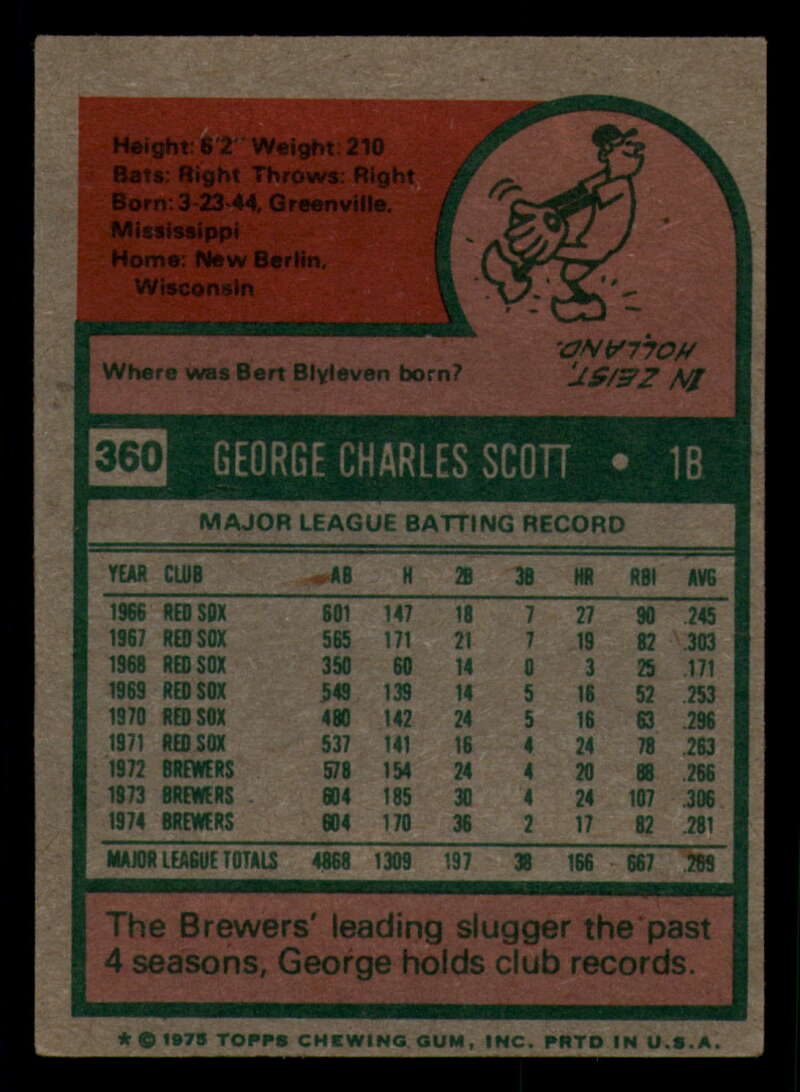 Height: 6'2" Weight: 210
Bats: Right Throws: Right
Born: 3-23-44, Greenville,
Mississippi
Home: New Berlin,
Wisconsin
Where was Bert Blyleven born?
IN ZEIST,
HOLLAND.
360 GEORGE CHARLES SCOTT • 1B
MAJOR LEAGUE BATTING RECORD
YEAR CLUB AB H 2B 3B HR RBI AVG
1966 RED SOX 601 147 18 7 27 90 .245
1967 RED SOX 565 171 21 7 19 82 .303
1968 RED SOX 350 60 14 0 3 25 .171
1969 RED SOX 549 139 14 5 16 52 .253
1970 RED SOX 480 142 24 5 16 63 .296
1971 RED SOX 537 141 16 4 24 78 .263
1972 BREWERS 578 154 24 4 20 88 .266
1973 BREWERS 604 185 30 4 24 107 .306
1974 BREWERS 604 170 36 2 17 82 .281
MAJOR LEAGUE TOTALS 4868 1309 197 38 166 667 .269
The Brewers' leading slugger the past
4 seasons, George holds club records.
* © 1975 TOPPS CHEWING GUM, INC. PRTD IN U.S.A.